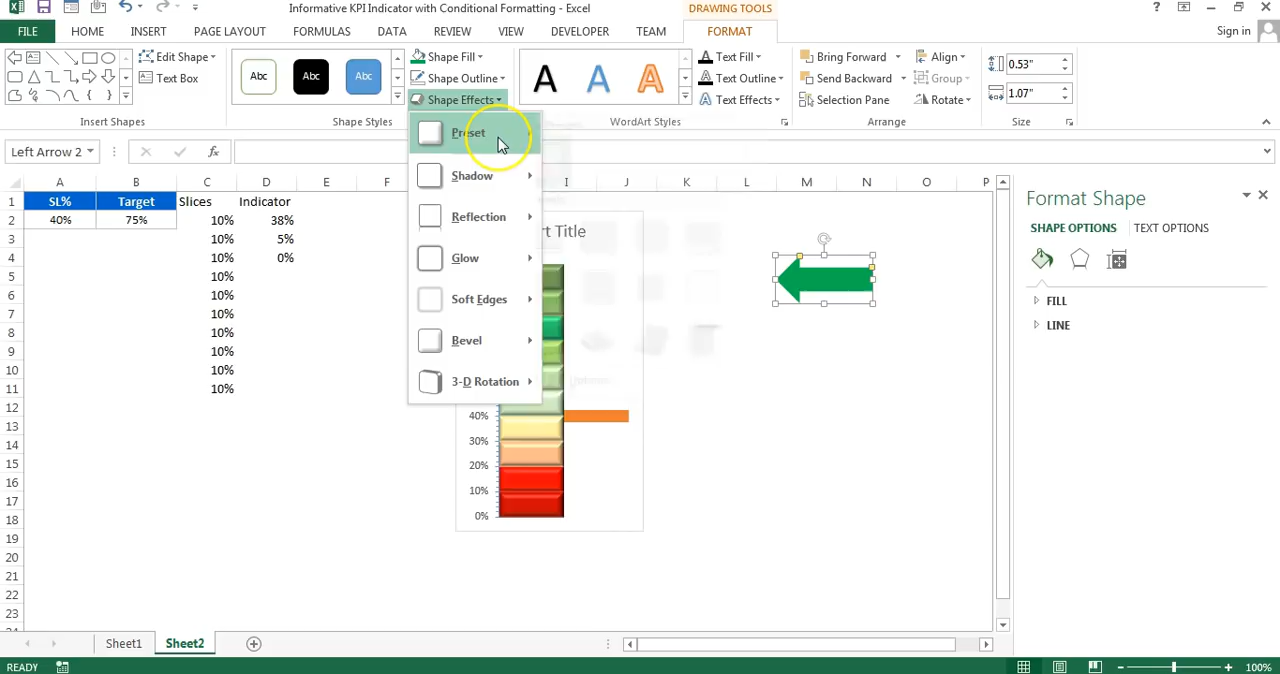 Informative KPI Indicator with Conditional Formatting - Excel
DRAWING TOOLS
? 
FILE HOME INSERT PAGE LAYOUT FORMULAS DATA REVIEW VIEW DEVELOPER TEAM FORMAT Sign in
Edit Shape
Text Box
Insert Shapes
Abc Abc Abc
Shape Styles
Shape Fill
Shape Outline
Shape Effects
A A A
WordArt Styles
Text Fill
Text Outline
Text Effects
Bring Forward
Send Backward
Selection Pane
Align
Group
Rotate
Arrange
0.53"
1.07"
Size
Left Arrow 2
fx
Preset
Shadow
Reflection
Glow
Soft Edges
Bevel
3-D Rotation
A B C D E F I J K L M N O P
1 SL% Target Slices Indicator
2 40% 75% 10% 38%
3 10% 5%
4 10% 0%
5 10%
6 10%
7 10%
8 10%
9 10%
10 10%
11 10%
12
13
14
15
16
17
18
19
20
21
22
23
rt Title
40%
30%
20%
10%
0%
Format Shape
SHAPE OPTIONS TEXT OPTIONS
FILL
LINE
Sheet1 Sheet2
READY
100%